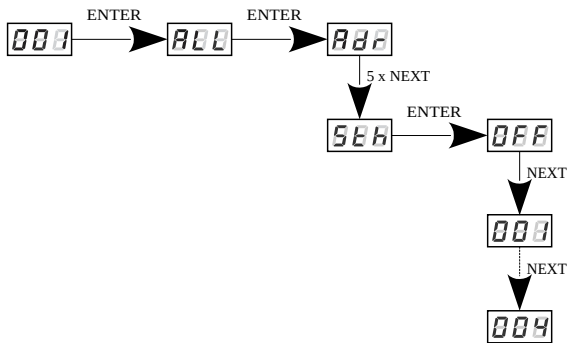 ENTER ENTER
001 ALL Adr
5 x NEXT
ENTER
Sth OFF
NEXT
001
NEXT
004